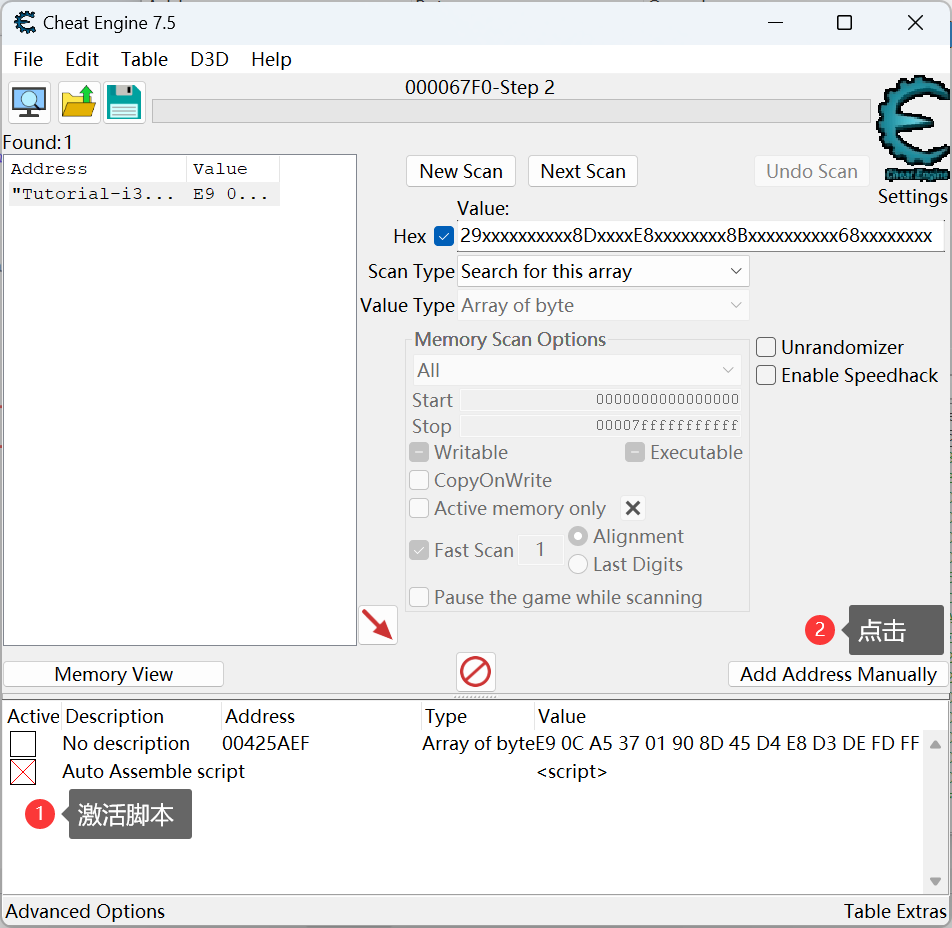 Cheat Engine 7.5
File Edit Table D3D Help
000067F0-Step 2
Found: 1
Address Value
"Tutorial-i3... E9 0...
New Scan Next Scan Undo Scan
Cheat Engine
Settings
Value:
Hex 29xxxxxxxxxx8DxxxxE8xxxxxxxx8Bxxxxxxxxxx68xxxxxxxx
Scan Type Search for this array
Value Type Array of byte
Memory Scan Options
All
Start 0000000000000000
Stop 00007fffffffffff
Writable Executable
CopyOnWrite
Active memory only
Fast Scan 1 Alignment
Last Digits
Pause the game while scanning
Unrandomizer
Enable Speedhack
2 点击
Memory View Add Address Manually
Active Description Address Type Value
No description 00425AEF Array of byte E9 0C A5 37 01 90 8D 45 D4 E8 D3 DE FD FF
Auto Assemble script <script>
1 激活脚本
Advanced Options Table Extras